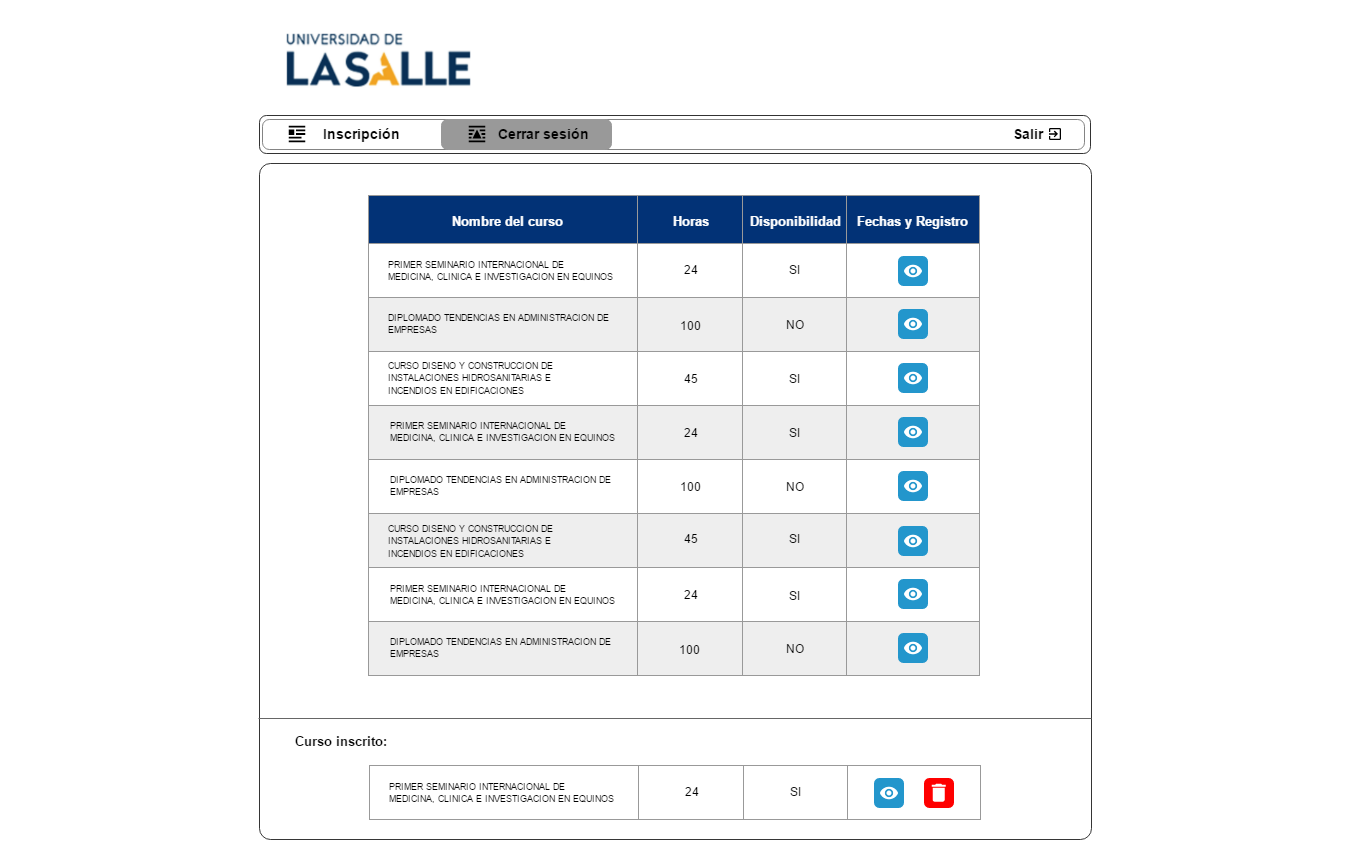 UNIVERSIDAD DE
LASALLE
Inscripción Cerrar sesión Salir
Nombre del curso Horas Disponibilidad Fechas y Registro
PRIMER SEMINARIO INTERNACIONAL DE
MEDICINA, CLINICA E INVESTIGACION EN EQUINOS
24 SI
DIPLOMADO TENDENCIAS EN ADMINISTRACION DE
EMPRESAS
100 NO
CURSO DISENO Y CONSTRUCCION DE
INSTALACIONES HIDROSANITARIAS E
INCENDIOS EN EDIFICACIONES
45 SI
PRIMER SEMINARIO INTERNACIONAL DE
MEDICINA, CLINICA E INVESTIGACION EN EQUINOS
24 SI
DIPLOMADO TENDENCIAS EN ADMINISTRACION DE
EMPRESAS
100 NO
CURSO DISENO Y CONSTRUCCION DE
INSTALACIONES HIDROSANITARIAS E
INCENDIOS EN EDIFICACIONES
45 SI
PRIMER SEMINARIO INTERNACIONAL DE
MEDICINA, CLINICA E INVESTIGACION EN EQUINOS
24 SI
DIPLOMADO TENDENCIAS EN ADMINISTRACION DE
EMPRESAS
100 NO
Curso inscrito:
PRIMER SEMINARIO INTERNACIONAL DE
MEDICINA, CLINICA E INVESTIGACION EN EQUINOS
24 SI